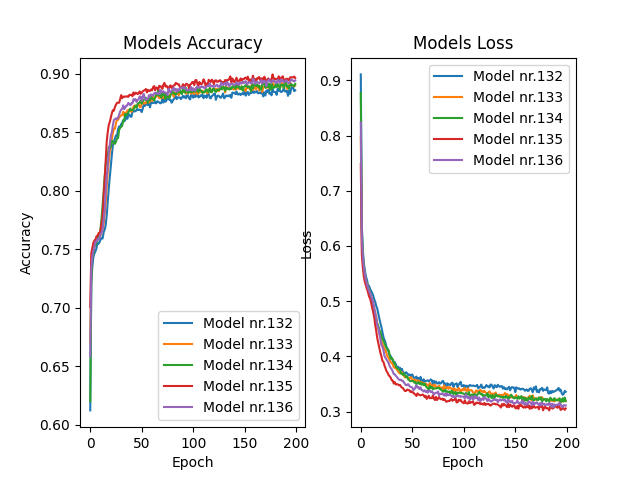 Models Accuracy
0.90
0.85
0.80
0.75
0.70
0.65
0.60
Accuracy
0
50
100
150
200
Epoch
Model nr.132
Model nr.133
Model nr.134
Model nr.135
Model nr.136
Models Loss
0.9
0.8
0.7
0.6
0.5
0.4
0.3
Loss
0
50
100
150
200
Epoch
Model nr.132
Model nr.133
Model nr.134
Model nr.135
Model nr.136